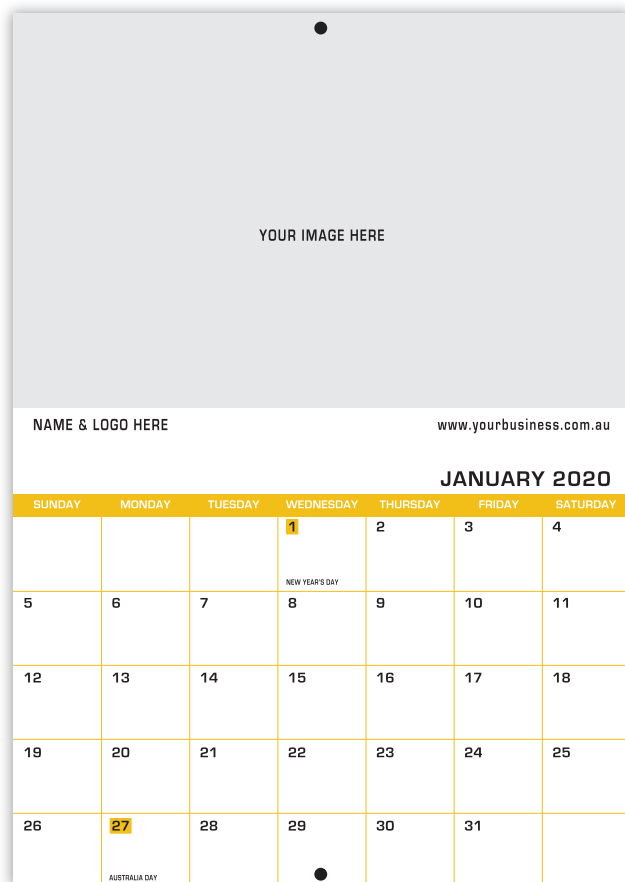 YOUR IMAGE HERE
NAME & LOGO HERE www.yourbusiness.com.au
JANUARY 2020
SUNDAY MONDAY TUESDAY WEDNESDAY THURSDAY FRIDAY SATURDAY
1 2 3 4
NEW YEAR'S DAY
5 6 7 8 9 10 11
12 13 14 15 16 17 18
19 20 21 22 23 24 25
26 27 28 29 30 31
AUSTRALIA DAY